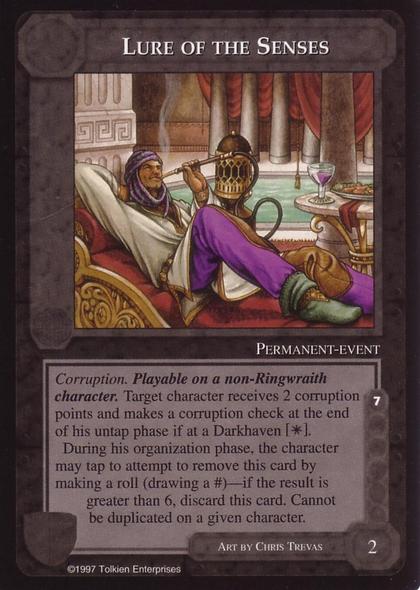 LURE OF THE SENSES
PERMANENT-EVENT
Corruption. Playable on a non-Ringwraith
character. Target character receives 2 corruption
points and makes a corruption check at the end
of his untap phase if at a Darkhaven [✶].
During his organization phase, the character
may tap to attempt to remove this card by
making a roll (drawing a #)—if the result is
greater than 6, discard this card. Cannot
be duplicated on a given character.
7
ART BY CHRIS TREVAS
2
©1997 Tolkien Enterprises